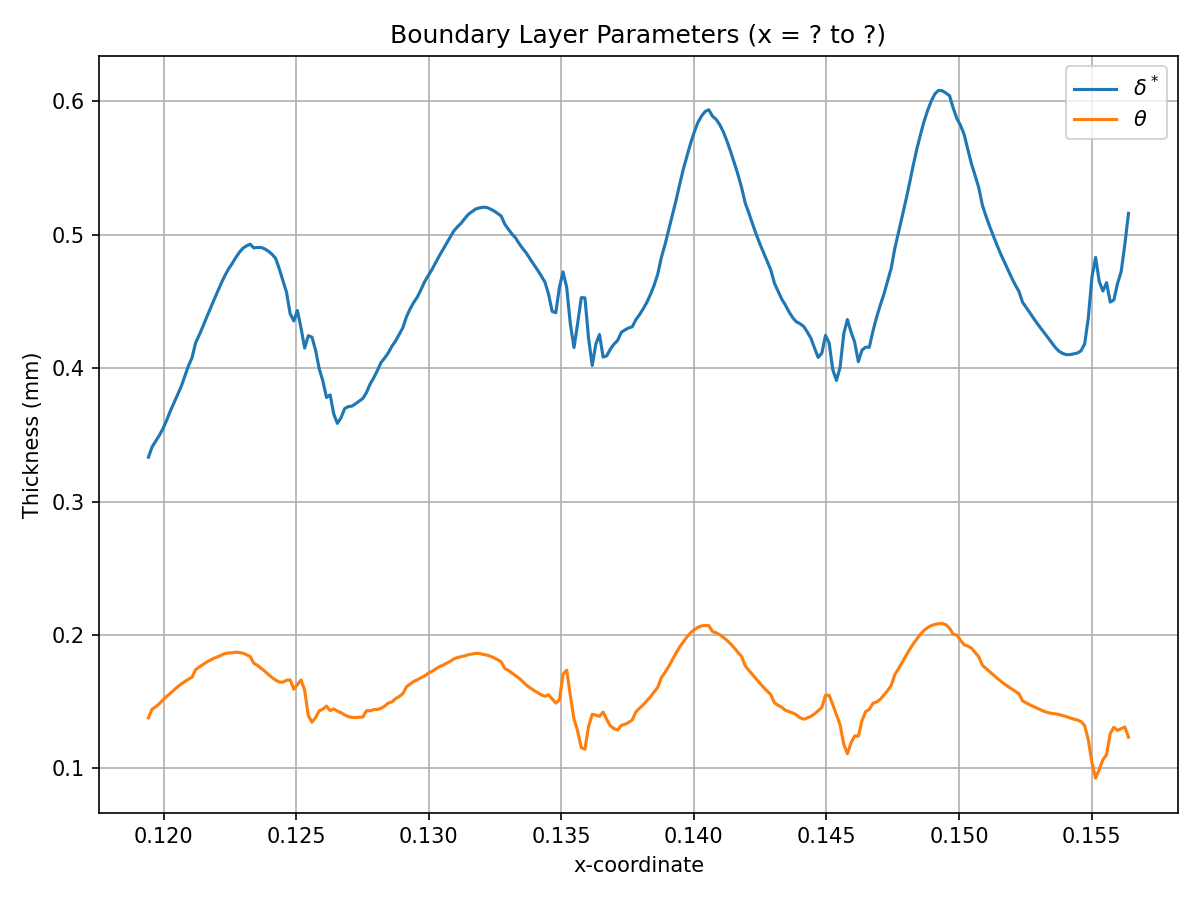 Boundary Layer Parameters (x = ? to ?)
δ*
θ
Thickness (mm)
0.6
0.5
0.4
0.3
0.2
0.1
0.120 0.125 0.130 0.135 0.140 0.145 0.150 0.155
x-coordinate